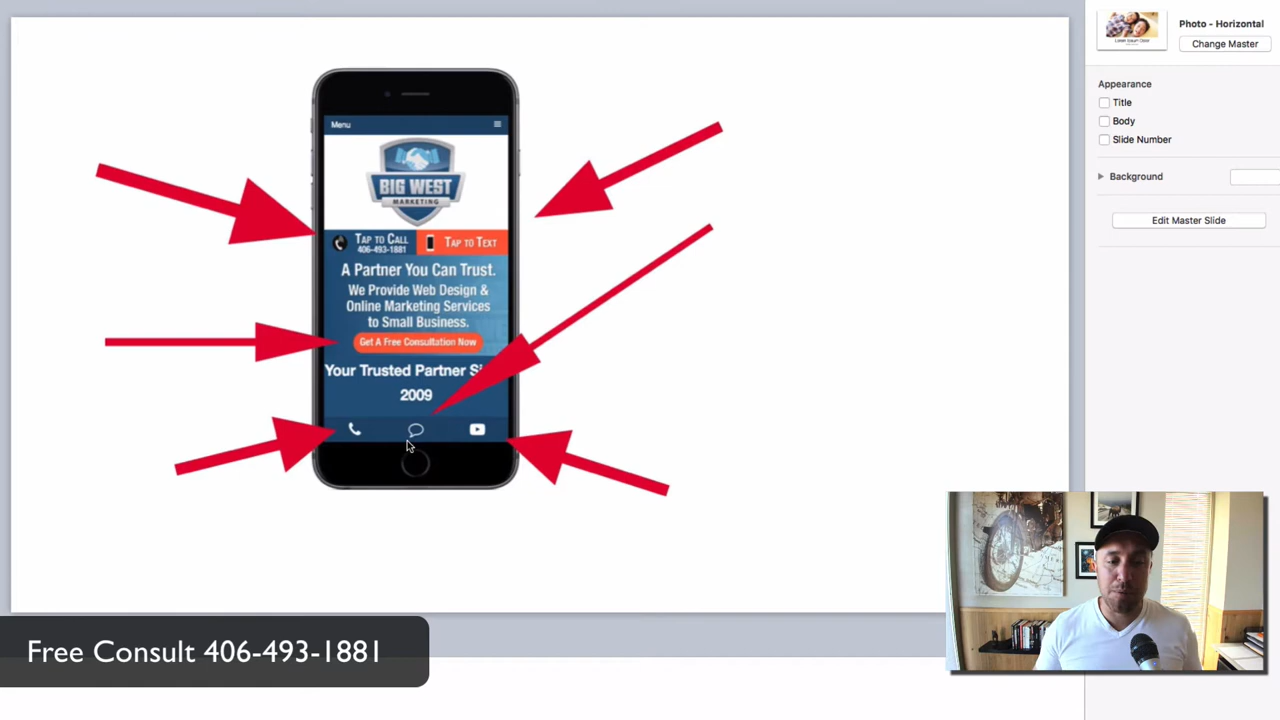 Menu
BIG WEST
MARKETING
TAP TO CALL
406-493-1881
TAP TO TEXT
A Partner You Can Trust.
We Provide Web Design &
Online Marketing Services
to Small Business.
Get A Free Consultation Now
Your Trusted Partner Si
2009
Free Consult 406-493-1881
Photo - Horizontal
Change Master
Appearance
Title
Body
Slide Number
Background
Edit Master Slide